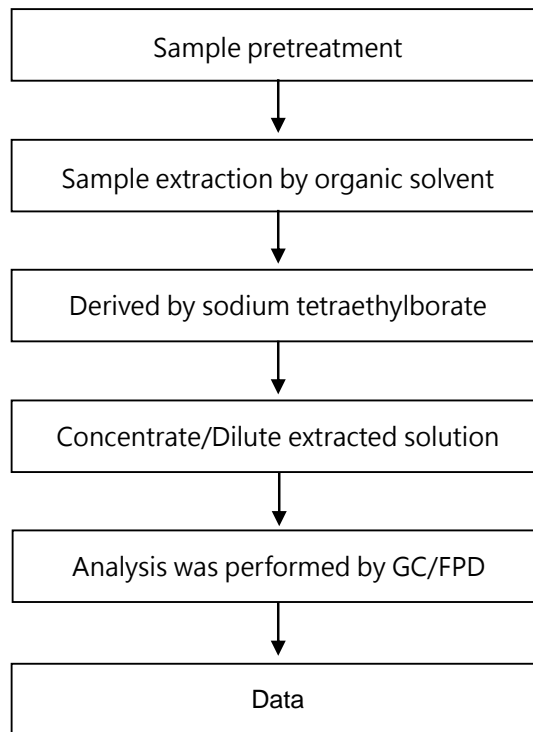 Sample pretreatment
Sample extraction by organic solvent
Derived by sodium tetraethylborate
Concentrate/Dilute extracted solution
Analysis was performed by GC/FPD
Data